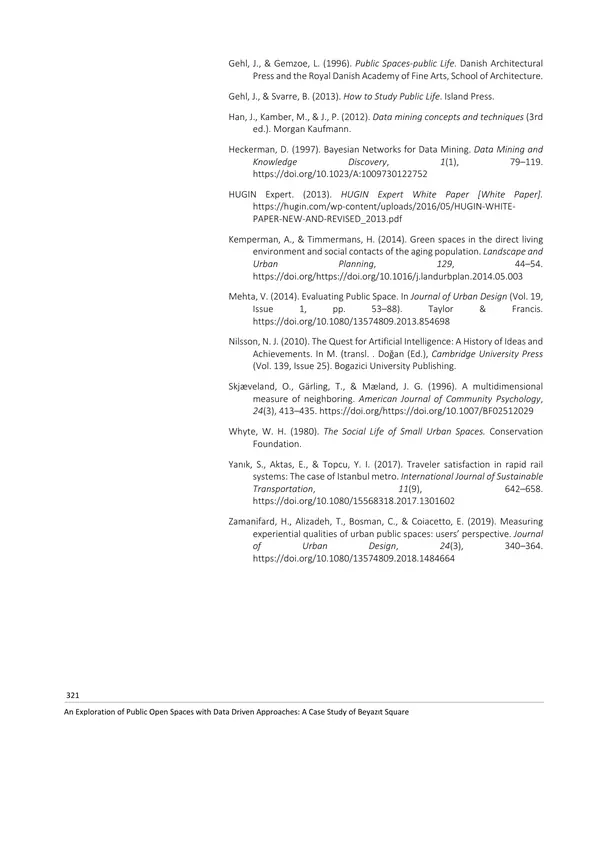 Gehl, J., & Gemzoe, L. (1996). Public Spaces-public Life. Danish Architectural
Press and the Royal Danish Academy of Fine Arts, School of Architecture.
Gehl, J., & Svarre, B. (2013). How to Study Public Life. Island Press.
Han, J., Kamber, M., & J., P. (2012). Data mining concepts and techniques (3rd
ed.). Morgan Kaufmann.
Heckerman, D. (1997). Bayesian Networks for Data Mining. Data Mining and
Knowledge Discovery, 1(1), 79–119.
https://doi.org/10.1023/A:1009730122752
HUGIN Expert. (2013). HUGIN Expert White Paper [White Paper].
https://hugin.com/wp-content/uploads/2016/05/HUGIN-WHITE-
PAPER-NEW-AND-REVISED_2013.pdf
Kemperman, A., & Timmermans, H. (2014). Green spaces in the direct living
environment and social contacts of the aging population. Landscape and
Urban Planning, 129, 44–54.
https://doi.org/https://doi.org/10.1016/j.landurbplan.2014.05.003
Mehta, V. (2014). Evaluating Public Space. In Journal of Urban Design (Vol. 19,
Issue 1, pp. 53–88). Taylor & Francis.
https://doi.org/10.1080/13574809.2013.854698
Nilsson, N. J. (2010). The Quest for Artificial Intelligence: A History of Ideas and
Achievements. In M. (transl. . Doğan (Ed.), Cambridge University Press
(Vol. 139, Issue 25). Bogazici University Publishing.
Skjæveland, O., Gärling, T., & Mæland, J. G. (1996). A multidimensional
measure of neighboring. American Journal of Community Psychology,
24(3), 413–435. https://doi.org/https://doi.org/10.1007/BF02512029
Whyte, W. H. (1980). The Social Life of Small Urban Spaces. Conservation
Foundation.
Yanık, S., Aktas, E., & Topcu, Y. I. (2017). Traveler satisfaction in rapid rail
systems: The case of Istanbul metro. International Journal of Sustainable
Transportation, 11(9), 642–658.
https://doi.org/10.1080/15568318.2017.1301602
Zamanifard, H., Alizadeh, T., Bosman, C., & Coiacetto, E. (2019). Measuring
experiential qualities of urban public spaces: users’ perspective. Journal
of Urban Design, 24(3), 340–364.
https://doi.org/10.1080/13574809.2018.1484664
321
An Exploration of Public Open Spaces with Data Driven Approaches: A Case Study of Beyazıt Square